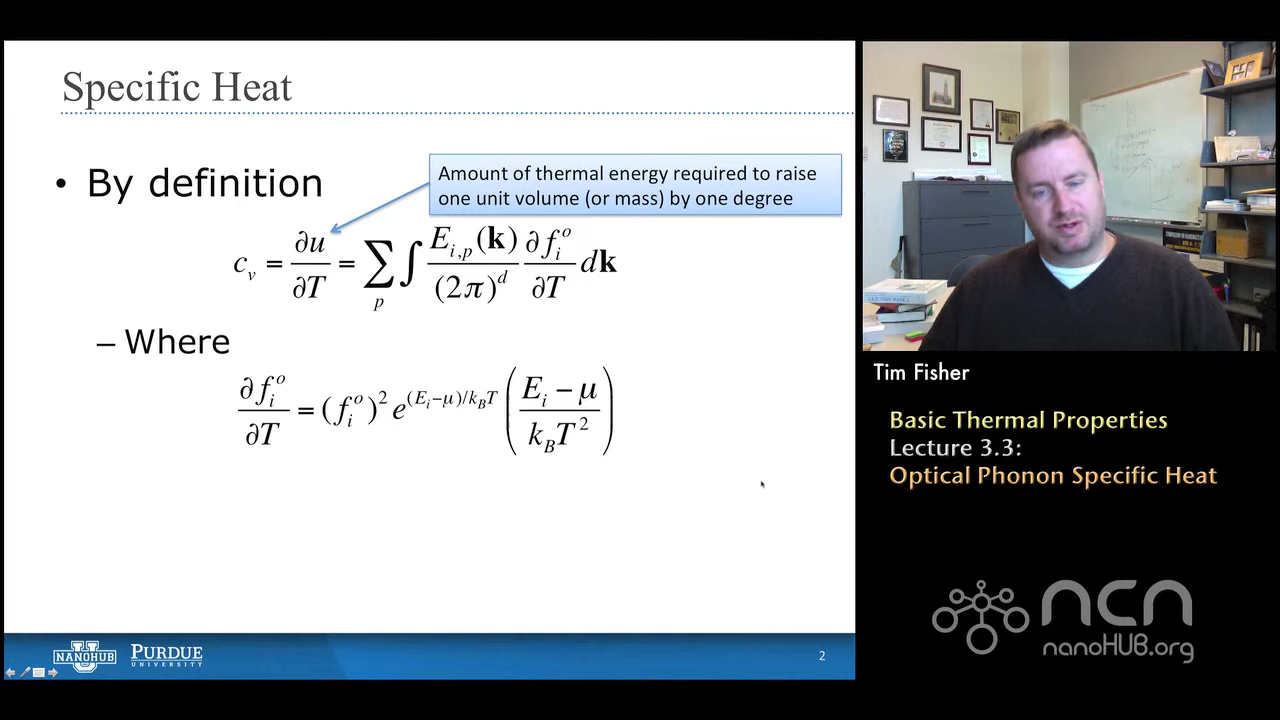 Specific Heat
• By definition
Amount of thermal energy required to raise
one unit volume (or mass) by one degree
c_v = ∂u/∂T = ∑_p ∫ E_{i,p}(𝐤)/(2π)^d ∂f_i^o/∂T d𝐤
– Where
∂f_i^o/∂T = (f_i^o)^2 e^{(E_i−μ)/k_BT} ((E_i − μ)/(k_BT^2))
NANOHUB
PURDUE
UNIVERSITY
2
Tim Fisher
Basic Thermal Properties
Lecture 3.3:
Optical Phonon Specific Heat
ncn
nanoHUB.org